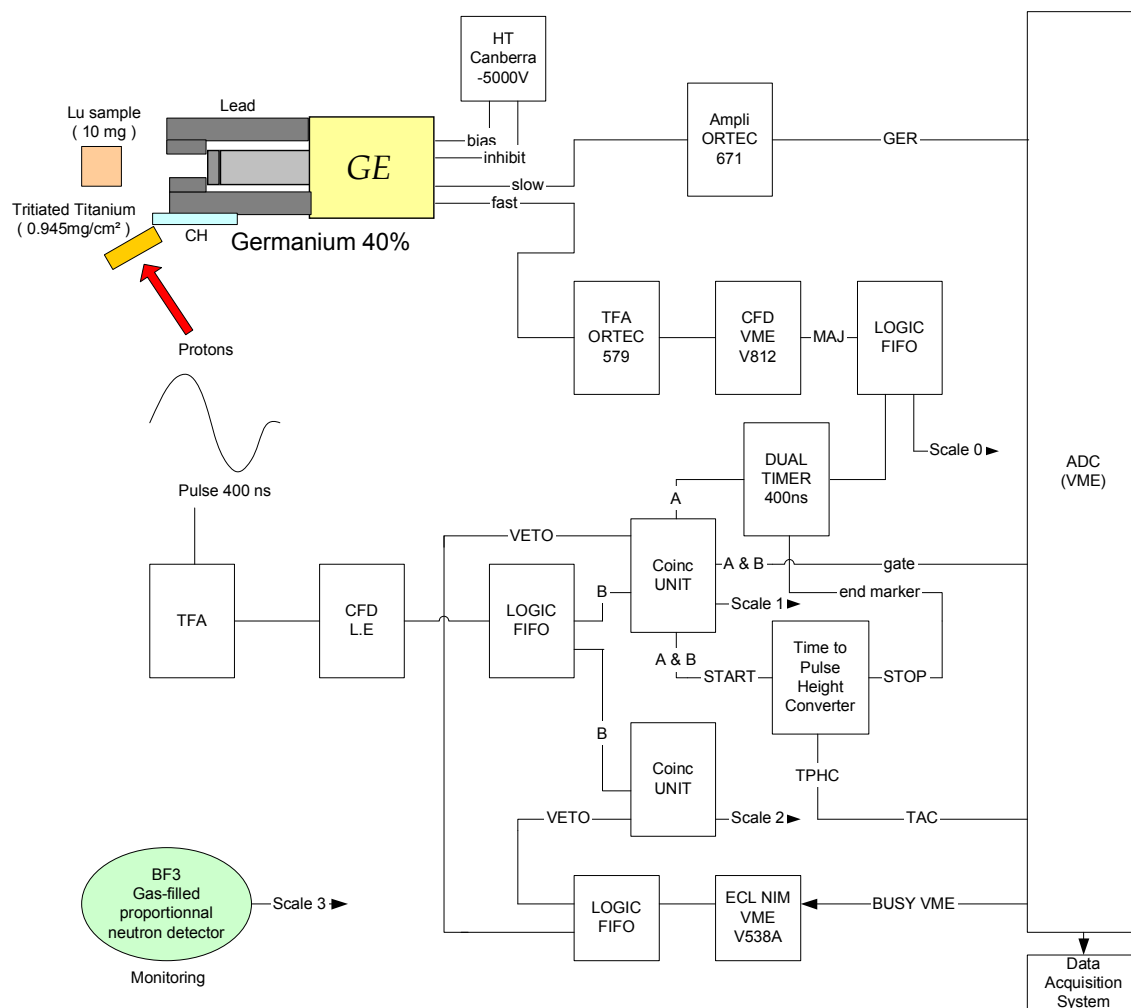 HT
Canberra
-5000V
Lu sample
( 10 mg )
Lead
bias
inhibit
GE
slow
fast
Ampli
ORTEC
671
GER
Tritiated Titanium
( 0.945mg/cm² )
CH
Germanium 40%
Protons
TFA
ORTEC
579
CFD
VME
V812
MAJ
LOGIC
FIFO
Scale 0
ADC
(VME)
Pulse 400 ns
DUAL
TIMER
400ns
A
VETO
Coinc
UNIT
A & B
gate
end marker
Scale 1
TFA
CFD
L.E
LOGIC
FIFO
B
A & B
START
Time to
Pulse
Height
Converter
STOP
B
Coinc
UNIT
TPHC
TAC
VETO
Scale 2
BF3
Gas-filled
proportionnal
neutron detector
Scale 3
Monitoring
LOGIC
FIFO
ECL NIM
VME
V538A
BUSY VME
Data
Acquisition
System